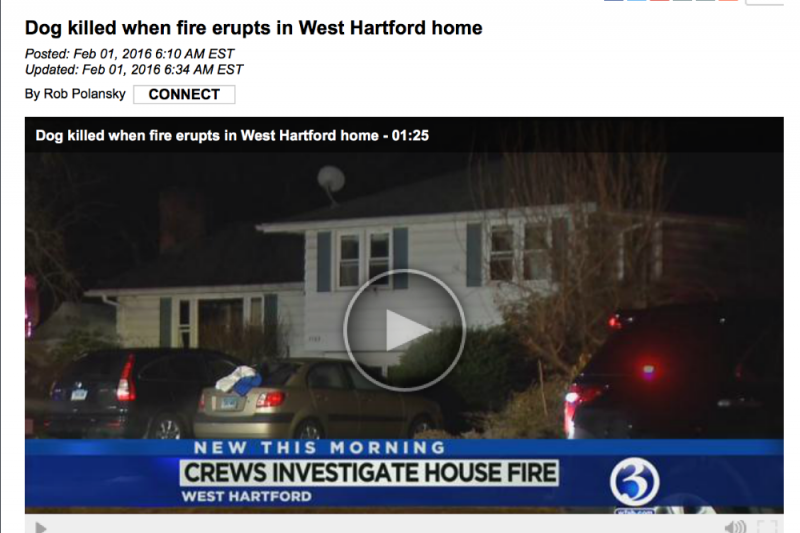 Dog killed when fire erupts in West Hartford home
Posted: Feb 01, 2016 6:10 AM EST
Updated: Feb 01, 2016 6:34 AM EST
By Rob Polansky CONNECT
Dog killed when fire erupts in West Hartford home - 01:25
NEW THIS MORNING
CREWS INVESTIGATE HOUSE FIRE
WEST HARTFORD
3
wfsb.com